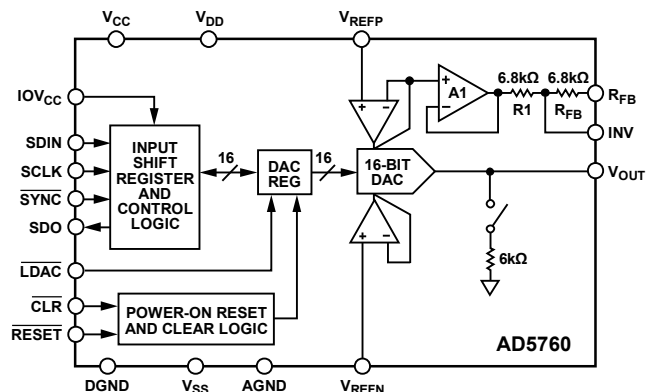 VCC
VDD
VREFP
IOVCC
SDIN
SCLK
SYNC
SDO
LDAC
CLR
RESET
INPUT
SHIFT
REGISTER
AND
CONTROL
LOGIC
16
DAC
REG
16
16-BIT
DAC
A1
6.8kΩ
R1
6.8kΩ
RFB
RFB
INV
VOUT
6kΩ
POWER-ON RESET
AND CLEAR LOGIC
AD5760
DGND
VSS
AGND
VREFN